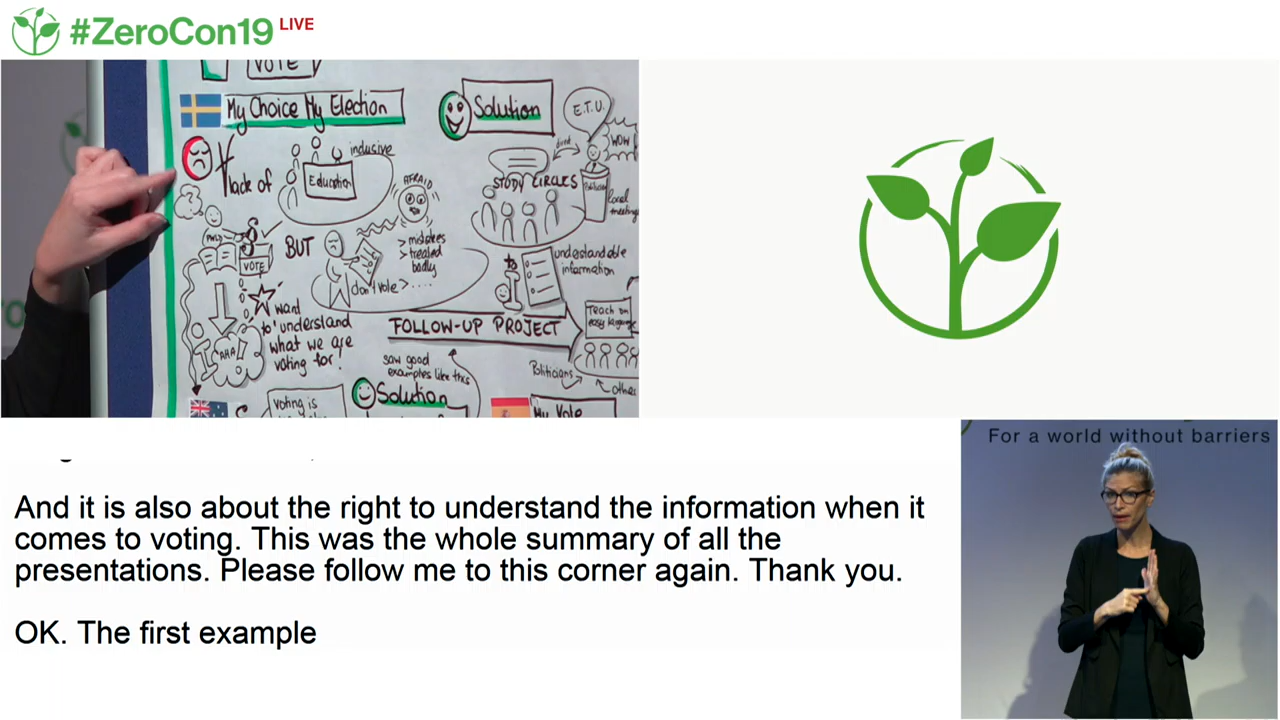 #ZeroCon19 LIVE
VOTE
My Choice My Election
Solution
E.T.U.
WOW
direct
lack of
inclusive
Education
AFRAID
STUDY CIRCLES
local
meetings
BUT
VOTE
> mistakes
> treated
badly
> ....
don't vole
understandable
information
want
to understand
what we are
voting for!
AHA!
FOLLOW-UP PROJECT
Teach on
easy language
saw good
examples like this
Politicians
other
Solution
Voting is
My Vote
For a world without barriers
And it is also about the right to understand the information when it
comes to voting. This was the whole summary of all the
presentations. Please follow me to this corner again. Thank you.
OK. The first example